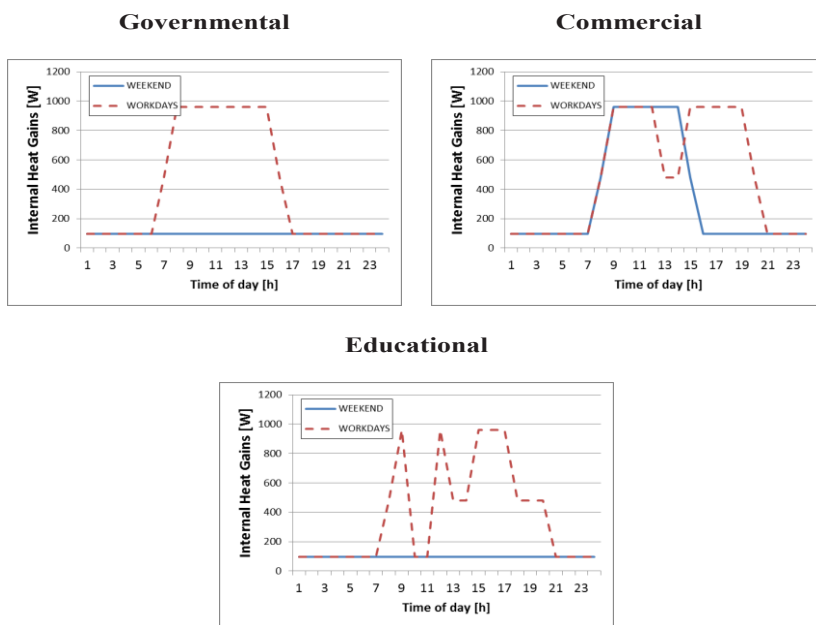 Governmental
Commercial
Internal Heat Gains [W]
1200
1000
800
600
400
200
0
WEEKEND
WORKDAYS
1 3 5 7 9 11 13 15 17 19 21 23
Time of day [h]
Internal Heat Gains [W]
1200
1000
800
600
400
200
0
WEEKEND
WORKDAYS
1 3 5 7 9 11 13 15 17 19 21 23
Time of day [h]
Educational
Internal Heat Gains [W]
1200
1000
800
600
400
200
0
WEEKEND
WORKDAYS
1 3 5 7 9 11 13 15 17 19 21 23
Time of day [h]